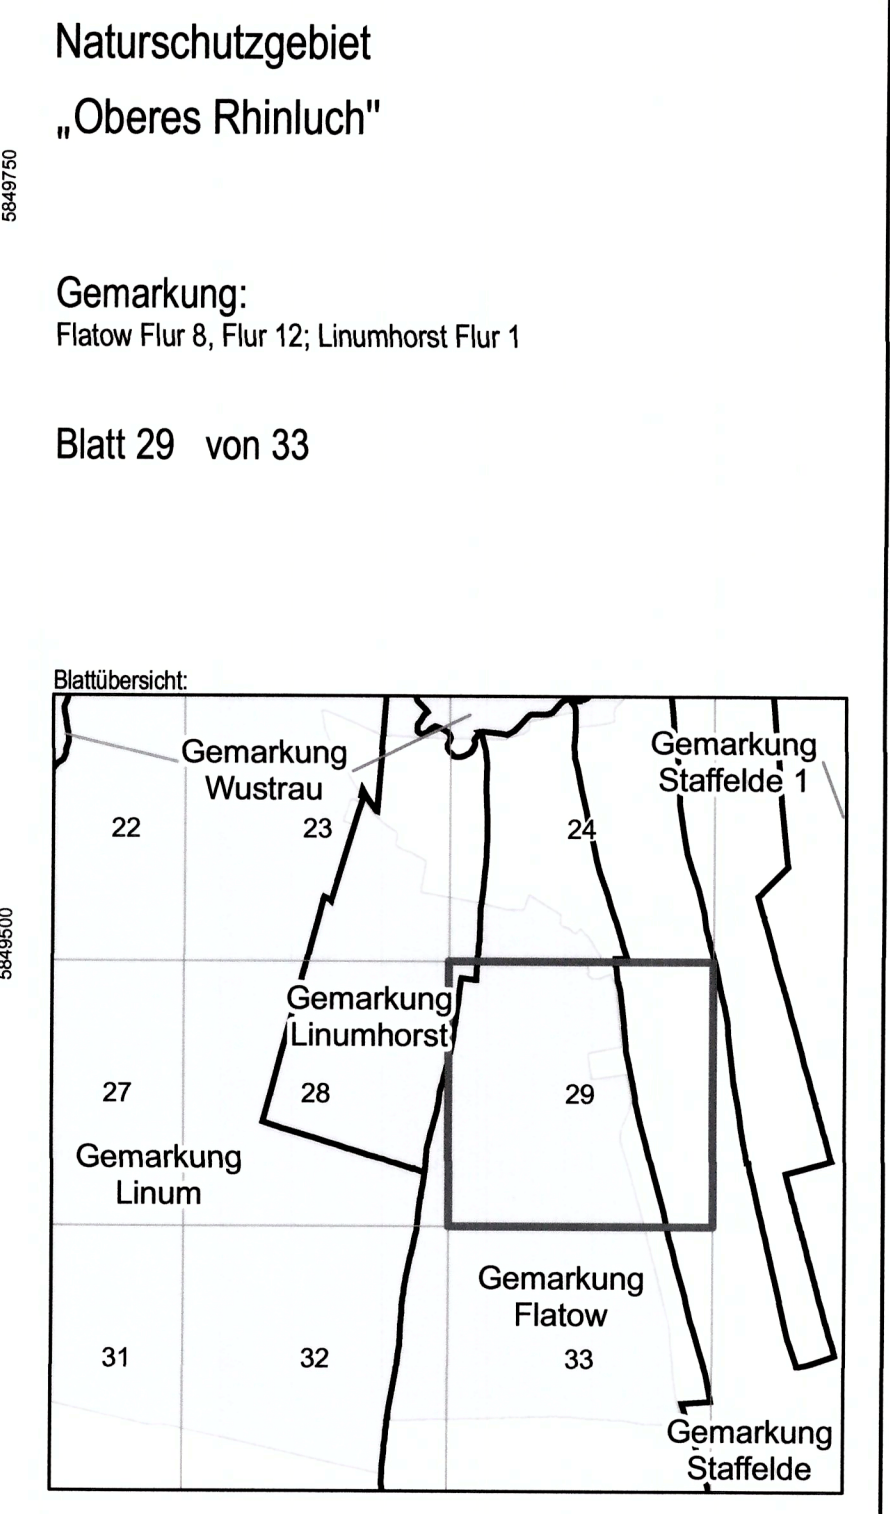 Naturschutzgebiet
„Oberes Rhinluch"
5849750
Gemarkung:
Flatow Flur 8, Flur 12; Linumhorst Flur 1
Blatt 29 von 33
Blattübersicht:
Gemarkung
Wustrau
Gemarkung
Staffelde 1
22
23
24
5849500
Gemarkung
Linumhorst
27
28
29
Gemarkung
Linum
Gemarkung
Flatow
31
32
33
Gemarkung
Staffelde